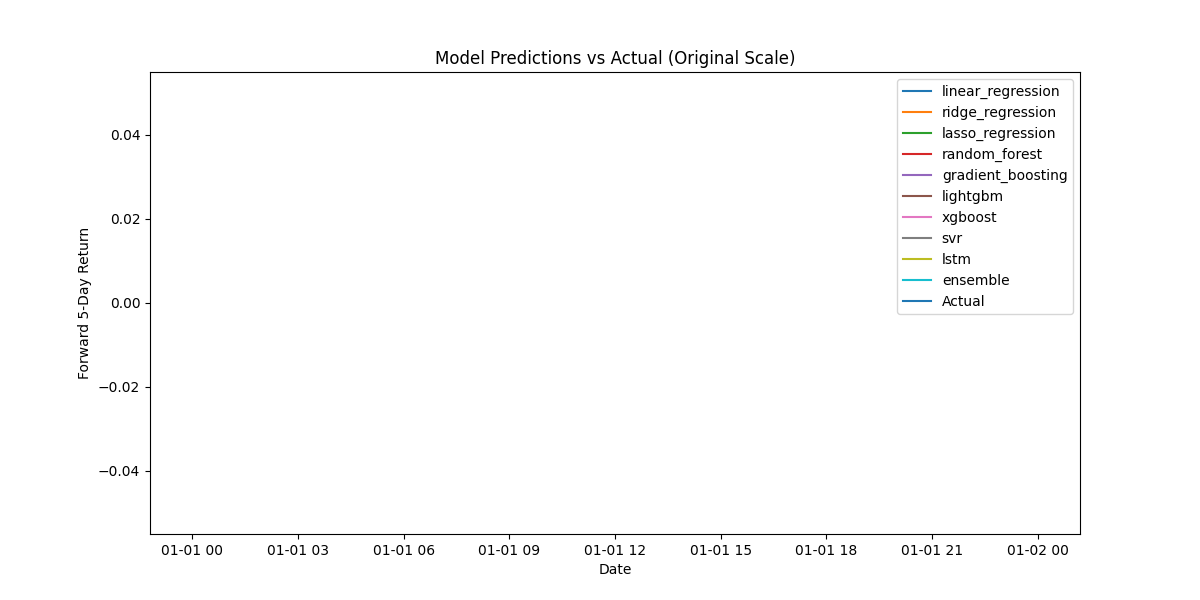 Model Predictions vs Actual (Original Scale)
linear_regression
ridge_regression
lasso_regression
random_forest
gradient_boosting
lightgbm
xgboost
svr
lstm
ensemble
Actual
Forward 5-Day Return
0.04
0.02
0.00
−0.02
−0.04
01-01 00
01-01 03
01-01 06
01-01 09
01-01 12
01-01 15
01-01 18
01-01 21
01-02 00
Date